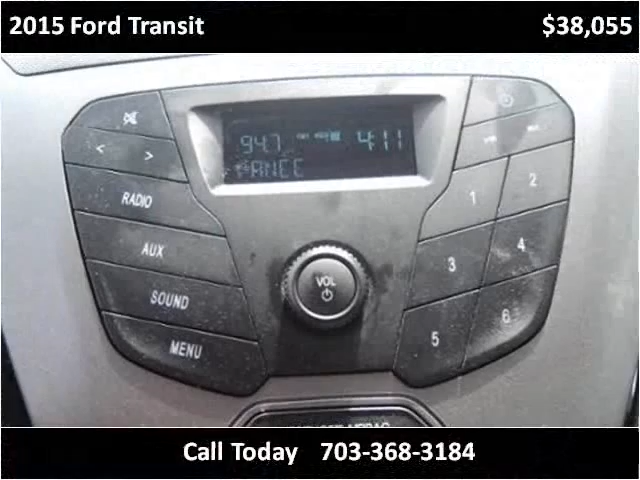 2015 Ford Transit $38,055
94.7 4:11
< >
RADIO
AUX
SOUND
MENU
VOL
1 2
3 4
5 6
Call Today 703-368-3184